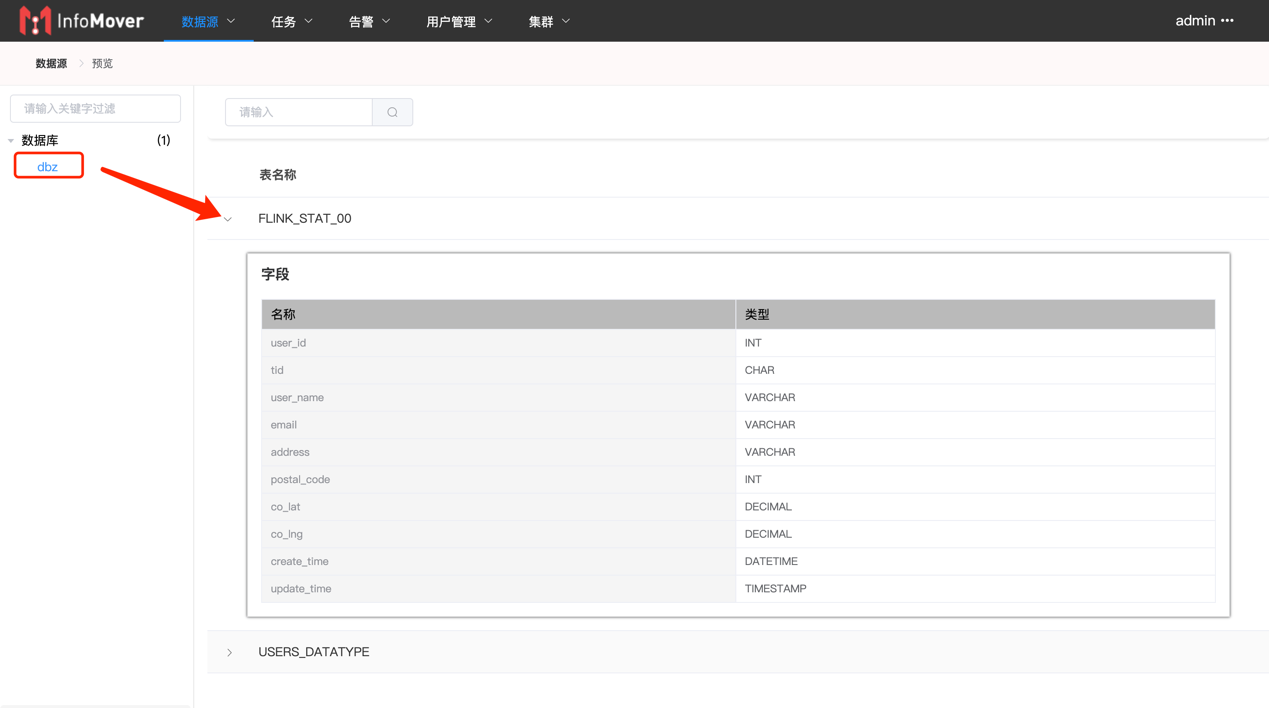 InfoMover 数据源 任务 告警 用户管理 集群 admin
数据源 预览
请输入关键字过滤
数据库 (1)
dbz
请输入
表名称
FLINK_STAT_00
字段
名称 类型
user_id INT
tid CHAR
user_name VARCHAR
email VARCHAR
address VARCHAR
postal_code INT
co_lat DECIMAL
co_lng DECIMAL
create_time DATETIME
update_time TIMESTAMP
USERS_DATATYPE